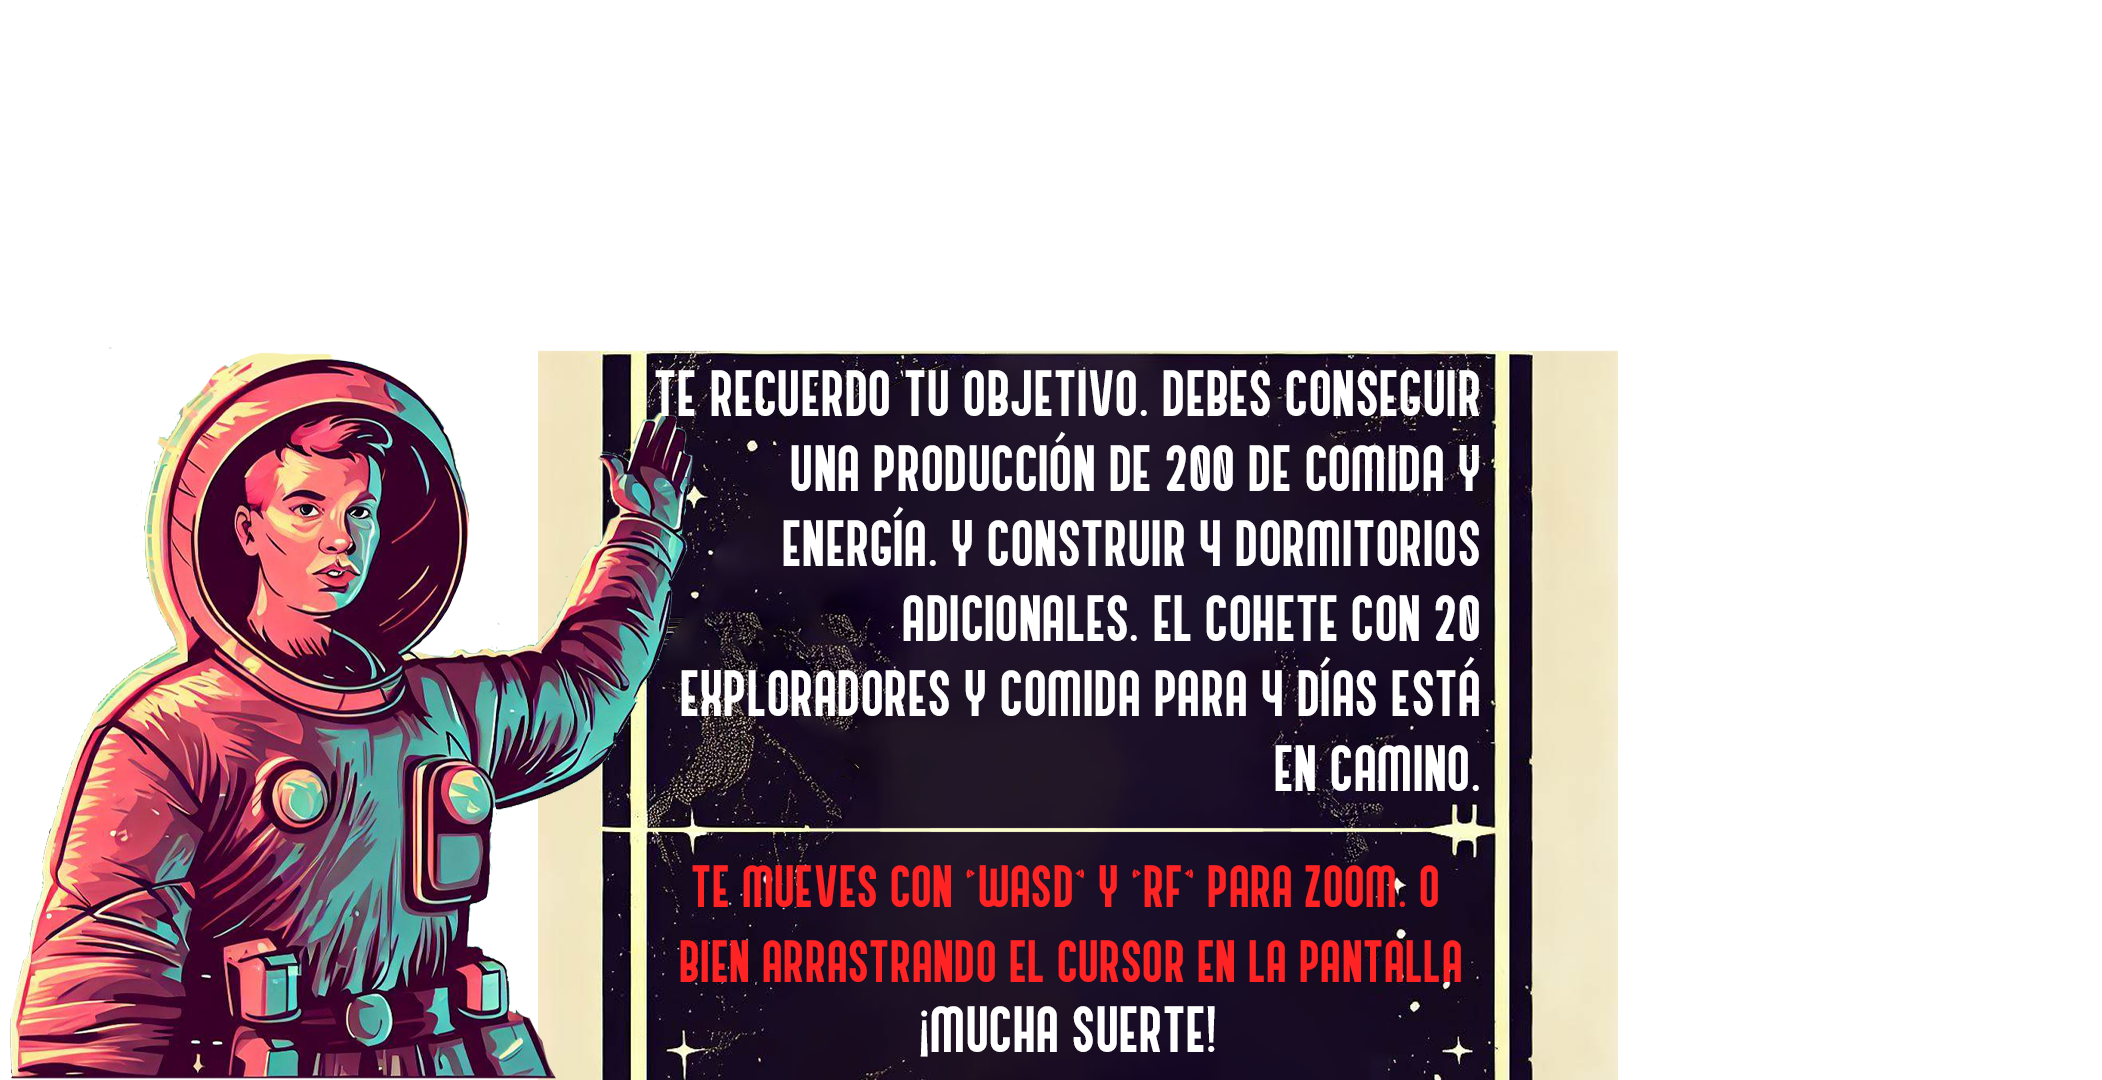 TE RECUERDO TU OBJETIVO. DEBES CONSEGUIR
UNA PRODUCCIÓN DE 200 DE COMIDA Y
ENERGÍA. Y CONSTRUIR 4 DORMITORIOS
ADICIONALES. EL COHETE CON 20
EXPLORADORES Y COMIDA PARA 4 DÍAS ESTÁ
EN CAMINO.
TE MUEVES CON "WASD" Y "RF" PARA ZOOM. O
BIEN ARRASTRANDO EL CURSOR EN LA PANTALLA
¡MUCHA SUERTE!